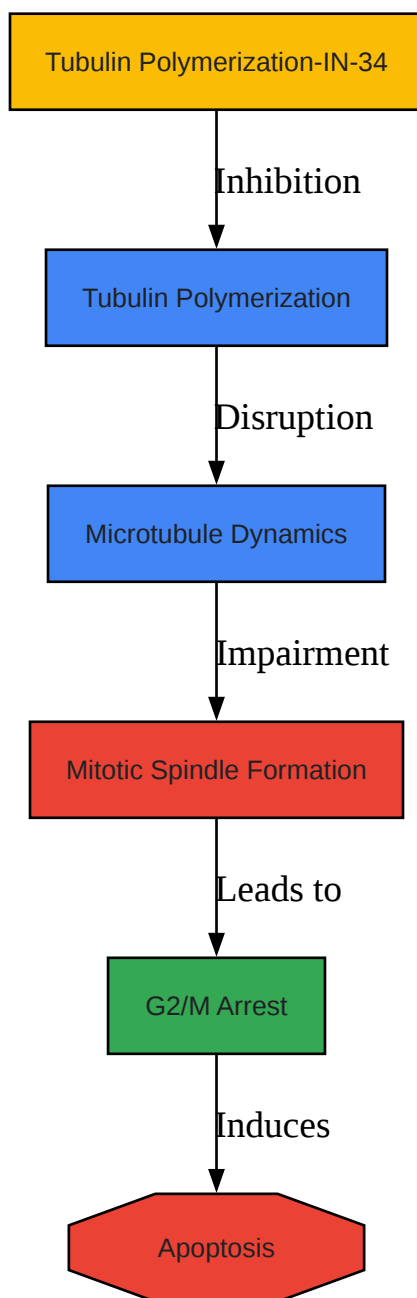 Tubulin Polymerization-IN-34
Inhibition
Tubulin Polymerization
Disruption
Microtubule Dynamics
Impairment
Mitotic Spindle Formation
Leads to
G2/M Arrest
Induces
Apoptosis